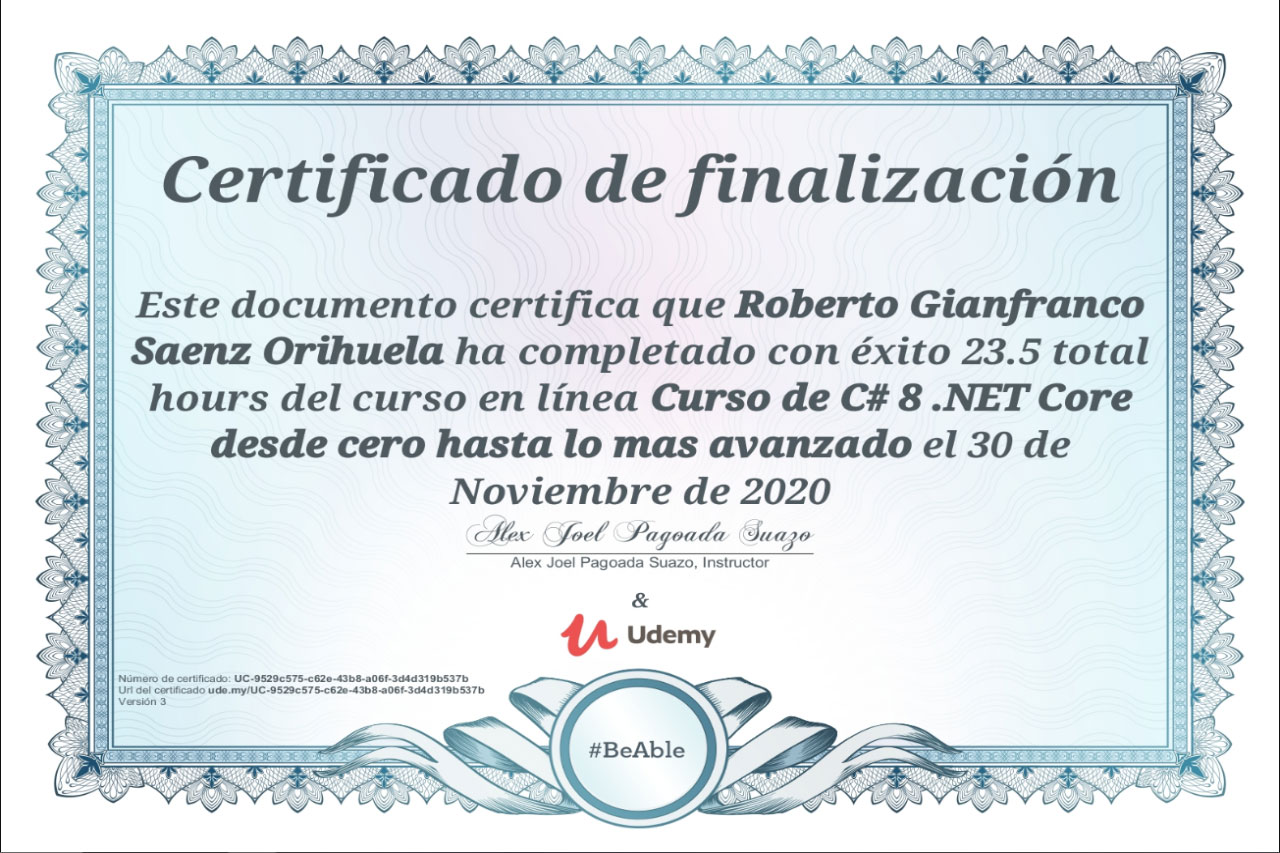 Certificado de finalización
Este documento certifica que Roberto Gianfranco
Saenz Orihuela ha completado con éxito 23.5 total
hours del curso en línea Curso de C# 8 .NET Core
desde cero hasta lo mas avanzado el 30 de
Noviembre de 2020
Alex Joel Pagoada Suazo
Alex Joel Pagoada Suazo, Instructor
&
Udemy
Número de certificado: UC-9529c575-c62e-43b8-a06f-3d4d319b537b
Url del certificado ude.my/UC-9529c575-c62e-43b8-a06f-3d4d319b537b
Versión 3
#BeAble